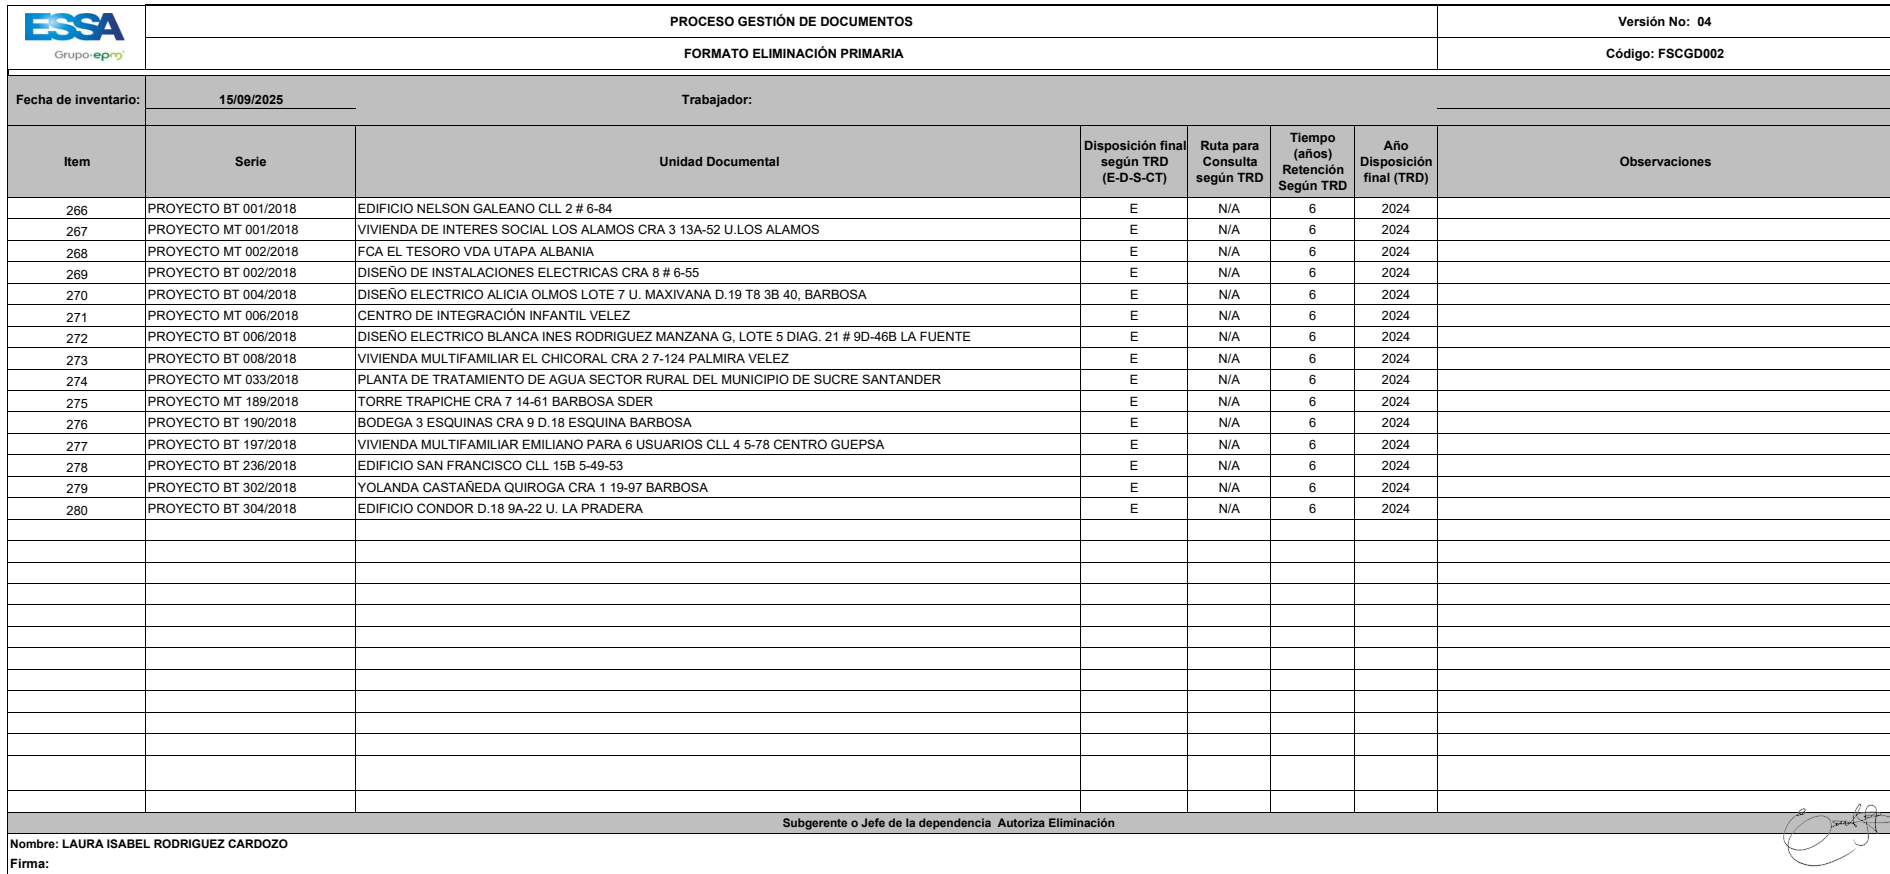 ESSA
Grupo·epm
PROCESO GESTIÓN DE DOCUMENTOS
Versión No: 04
FORMATO ELIMINACIÓN PRIMARIA
Código: FSCGD002
Fecha de inventario: 15/09/2025 Trabajador:
Item Serie Unidad Documental Disposición final según TRD (E-D-S-CT) Ruta para Consulta según TRD Tiempo (años) Retención Según TRD Año Disposición final (TRD) Observaciones
266 PROYECTO BT 001/2018 EDIFICIO NELSON GALEANO CLL 2 # 6-84 E N/A 6 2024
267 PROYECTO MT 001/2018 VIVIENDA DE INTERES SOCIAL LOS ALAMOS CRA 3 13A-52 U.LOS ALAMOS E N/A 6 2024
268 PROYECTO MT 002/2018 FCA EL TESORO VDA UTAPA ALBANIA E N/A 6 2024
269 PROYECTO BT 002/2018 DISEÑO DE INSTALACIONES ELECTRICAS CRA 8 # 6-55 E N/A 6 2024
270 PROYECTO BT 004/2018 DISEÑO ELECTRICO ALICIA OLMOS LOTE 7 U. MAXIVANA D.19 T8 3B 40, BARBOSA E N/A 6 2024
271 PROYECTO MT 006/2018 CENTRO DE INTEGRACIÓN INFANTIL VELEZ E N/A 6 2024
272 PROYECTO BT 006/2018 DISEÑO ELECTRICO BLANCA INES RODRIGUEZ MANZANA G, LOTE 5 DIAG. 21 # 9D-46B LA FUENTE E N/A 6 2024
273 PROYECTO BT 008/2018 VIVIENDA MULTIFAMILIAR EL CHICORAL CRA 2 7-124 PALMIRA VELEZ E N/A 6 2024
274 PROYECTO MT 033/2018 PLANTA DE TRATAMIENTO DE AGUA SECTOR RURAL DEL MUNICIPIO DE SUCRE SANTANDER E N/A 6 2024
275 PROYECTO MT 189/2018 TORRE TRAPICHE CRA 7 14-61 BARBOSA SDER E N/A 6 2024
276 PROYECTO BT 190/2018 BODEGA 3 ESQUINAS CRA 9 D.18 ESQUINA BARBOSA E N/A 6 2024
277 PROYECTO BT 197/2018 VIVIENDA MULTIFAMILIAR EMILIANO PARA 6 USUARIOS CLL 4 5-78 CENTRO GUEPSA E N/A 6 2024
278 PROYECTO BT 236/2018 EDIFICIO SAN FRANCISCO CLL 15B 5-49-53 E N/A 6 2024
279 PROYECTO BT 302/2018 YOLANDA CASTAÑEDA QUIROGA CRA 1 19-97 BARBOSA E N/A 6 2024
280 PROYECTO BT 304/2018 EDIFICIO CONDOR D.18 9A-22 U. LA PRADERA E N/A 6 2024
Subgerente o Jefe de la dependencia Autoriza Eliminación
Nombre: LAURA ISABEL RODRIGUEZ CARDOZO
Firma: